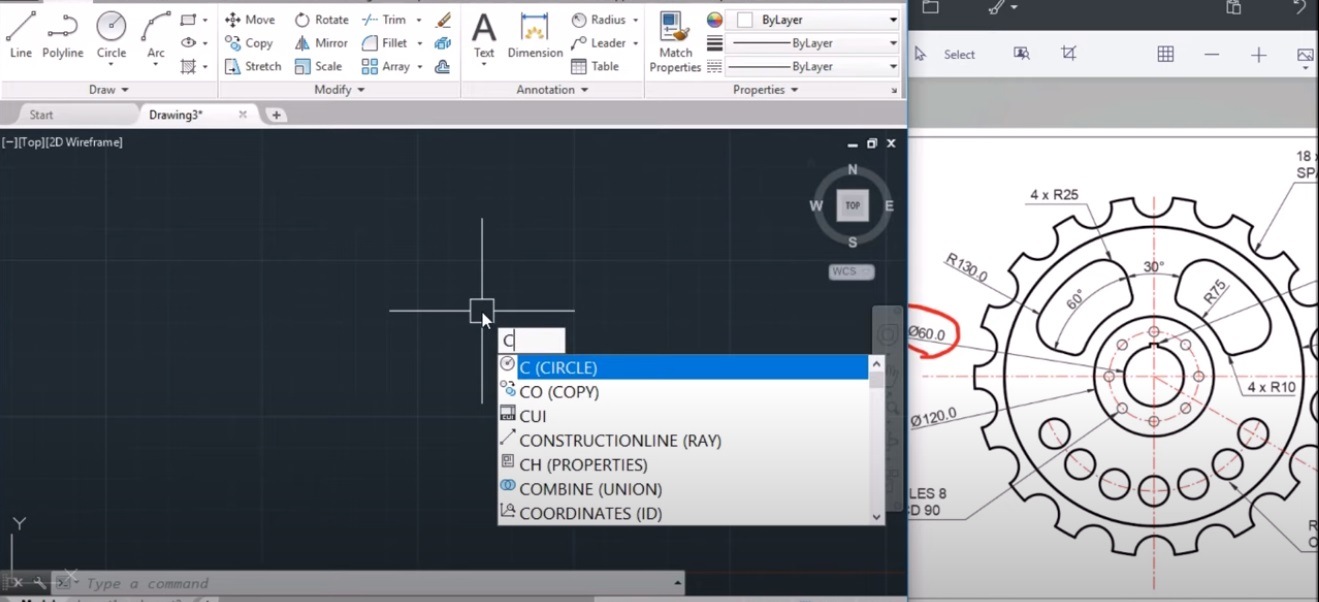 Move
Rotate
Trim
Line
Polyline
Circle
Arc
Copy
Mirror
Fillet
Stretch
Scale
Array
Draw
Modify
Text
Dimension
Radius
Leader
Table
Annotation
Match
Properties
ByLayer
ByLayer
ByLayer
Properties
Select
Start
Drawing3*
[−][Top][2D Wireframe]
N
W
TOP
E
S
WCS
C
C (CIRCLE)
CO (COPY)
CUI
CONSTRUCTIONLINE (RAY)
CH (PROPERTIES)
COMBINE (UNION)
COORDINATES (ID)
Y
X
Type a command
18
SPA
4 x R25
R130.0
30°
60°
R75
Ø60.0
4 x R10
Ø120.0
LES 8
D 90
R